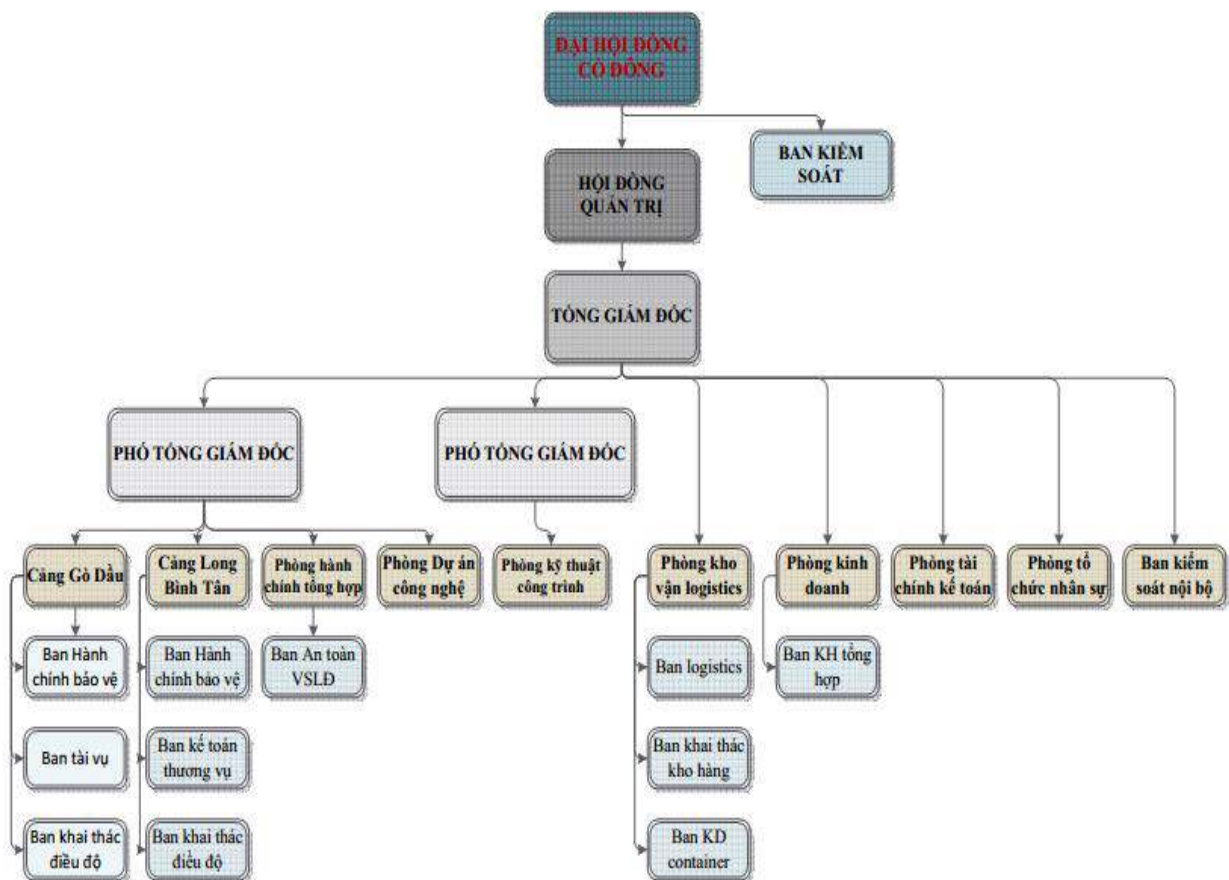 ĐẠI HỘI ĐỒNG
CỔ ĐÔNG
BAN KIỂM
SOÁT
HỘI ĐỒNG
QUẢN TRỊ
TỔNG GIÁM ĐỐC
PHÓ TỔNG GIÁM ĐỐC
PHÓ TỔNG GIÁM ĐỐC
Cảng Gò Dầu
Cảng Long
Bình Tân
Phòng hành
chính tổng hợp
Phòng Dự án
công nghệ
Phòng kỹ thuật
công trình
Phòng kho
vận logistics
Phòng kinh
doanh
Phòng tài
chính kế toán
Phòng tổ
chức nhân sự
Ban kiểm
soát nội bộ
Ban Hành
chính bảo vệ
Ban Hành
chính bảo vệ
Ban An toàn
VSLĐ
Ban logistics
Ban KH tổng
hợp
Ban tài vụ
Ban kế toán
thương vụ
Ban khai thác
kho hàng
Ban khai thác
điều độ
Ban khai thác
điều độ
Ban KD
container